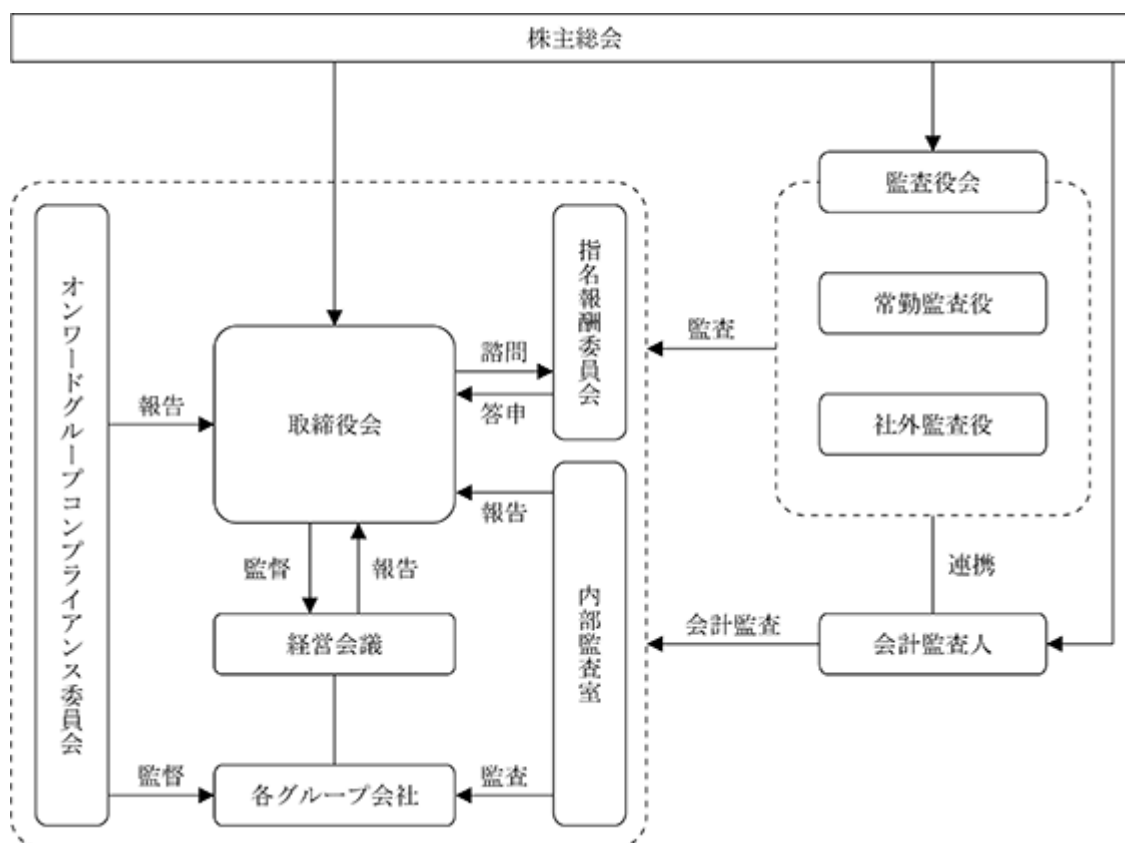 株主総会
監査役会
オンワードグループコンプライアンス委員会
指名報酬委員会
常勤監査役
監査
諮問
報告
取締役会
答申
社外監査役
報告
監督
報告
連携
内部監査室
経営会議
会計監査
会計監査人
監督
各グループ会社
監査